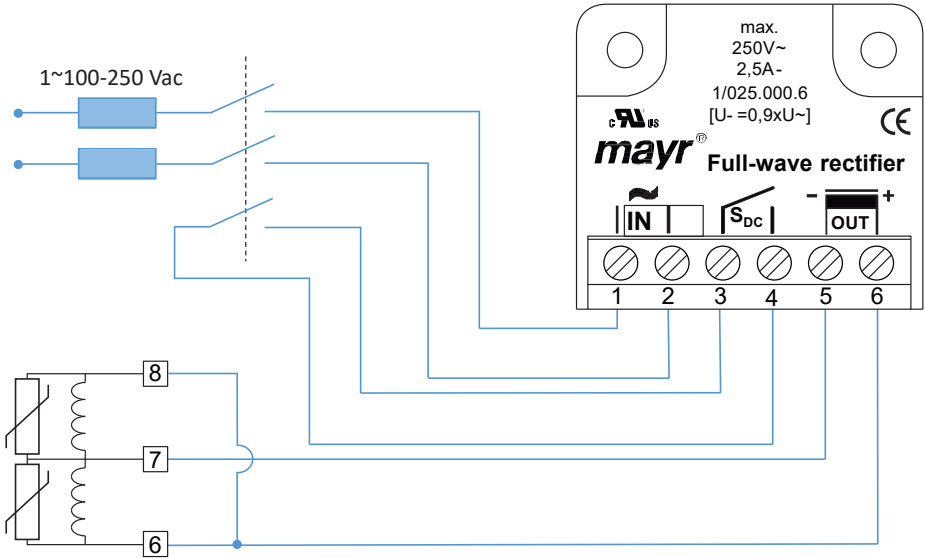 1~100-250 Vac
max.
250V~
2,5A-
1/025.000.6
[U- =0,9xU~]
c RU US
CE
mayr®
Full-wave rectifier
~
- +
IN
SDC
OUT
1 2 3 4 5 6
8
7
6